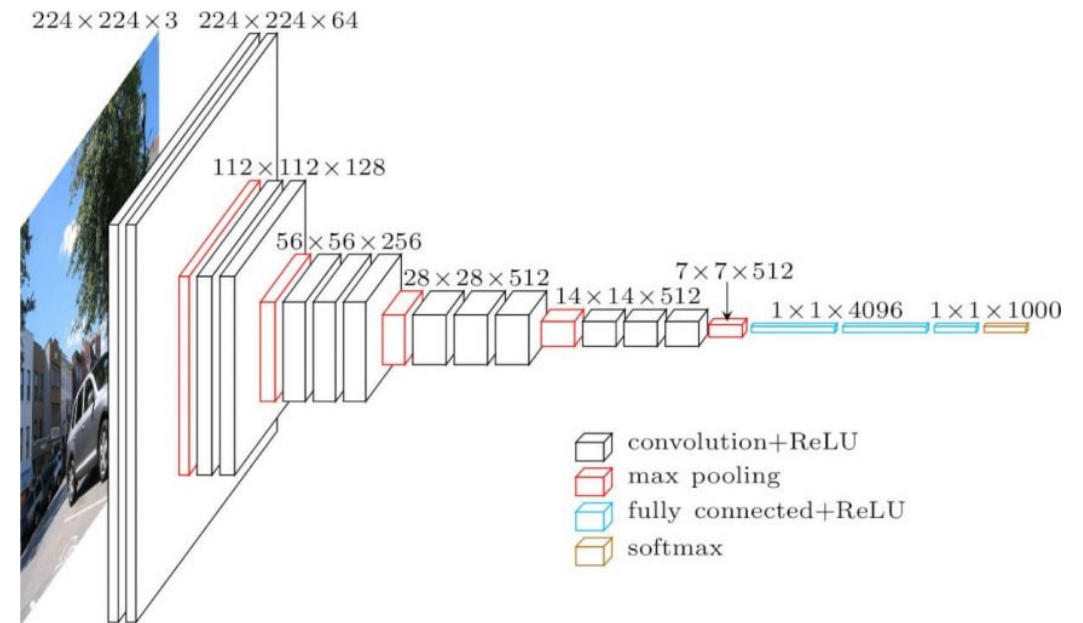 224×224×3
224×224×64
112×112×128
56×56×256
28×28×512
14×14×512
7×7×512
1×1×4096
1×1×1000
convolution+ReLU
max pooling
fully connected+ReLU
softmax